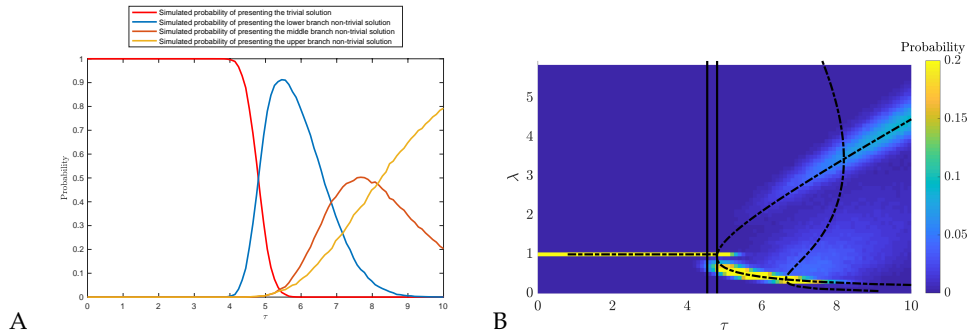 Simulated probability of presenting the trivial solution
Simulated probability of presenting the lower branch non-trivial solution
Simulated probability of presenting the middle branch non-trivial solution
Simulated probability of presenting the upper branch non-trivial solution
1
0.9
0.8
0.7
0.6
0.5
0.4
0.3
0.2
0.1
0
Probability
0 1 2 3 4 5 6 7 8 9 10
τ
A
Probability
5
4
3
2
1
0
λ
0 2 4 6 8 10
τ
0.2
0.15
0.1
0.05
0
B